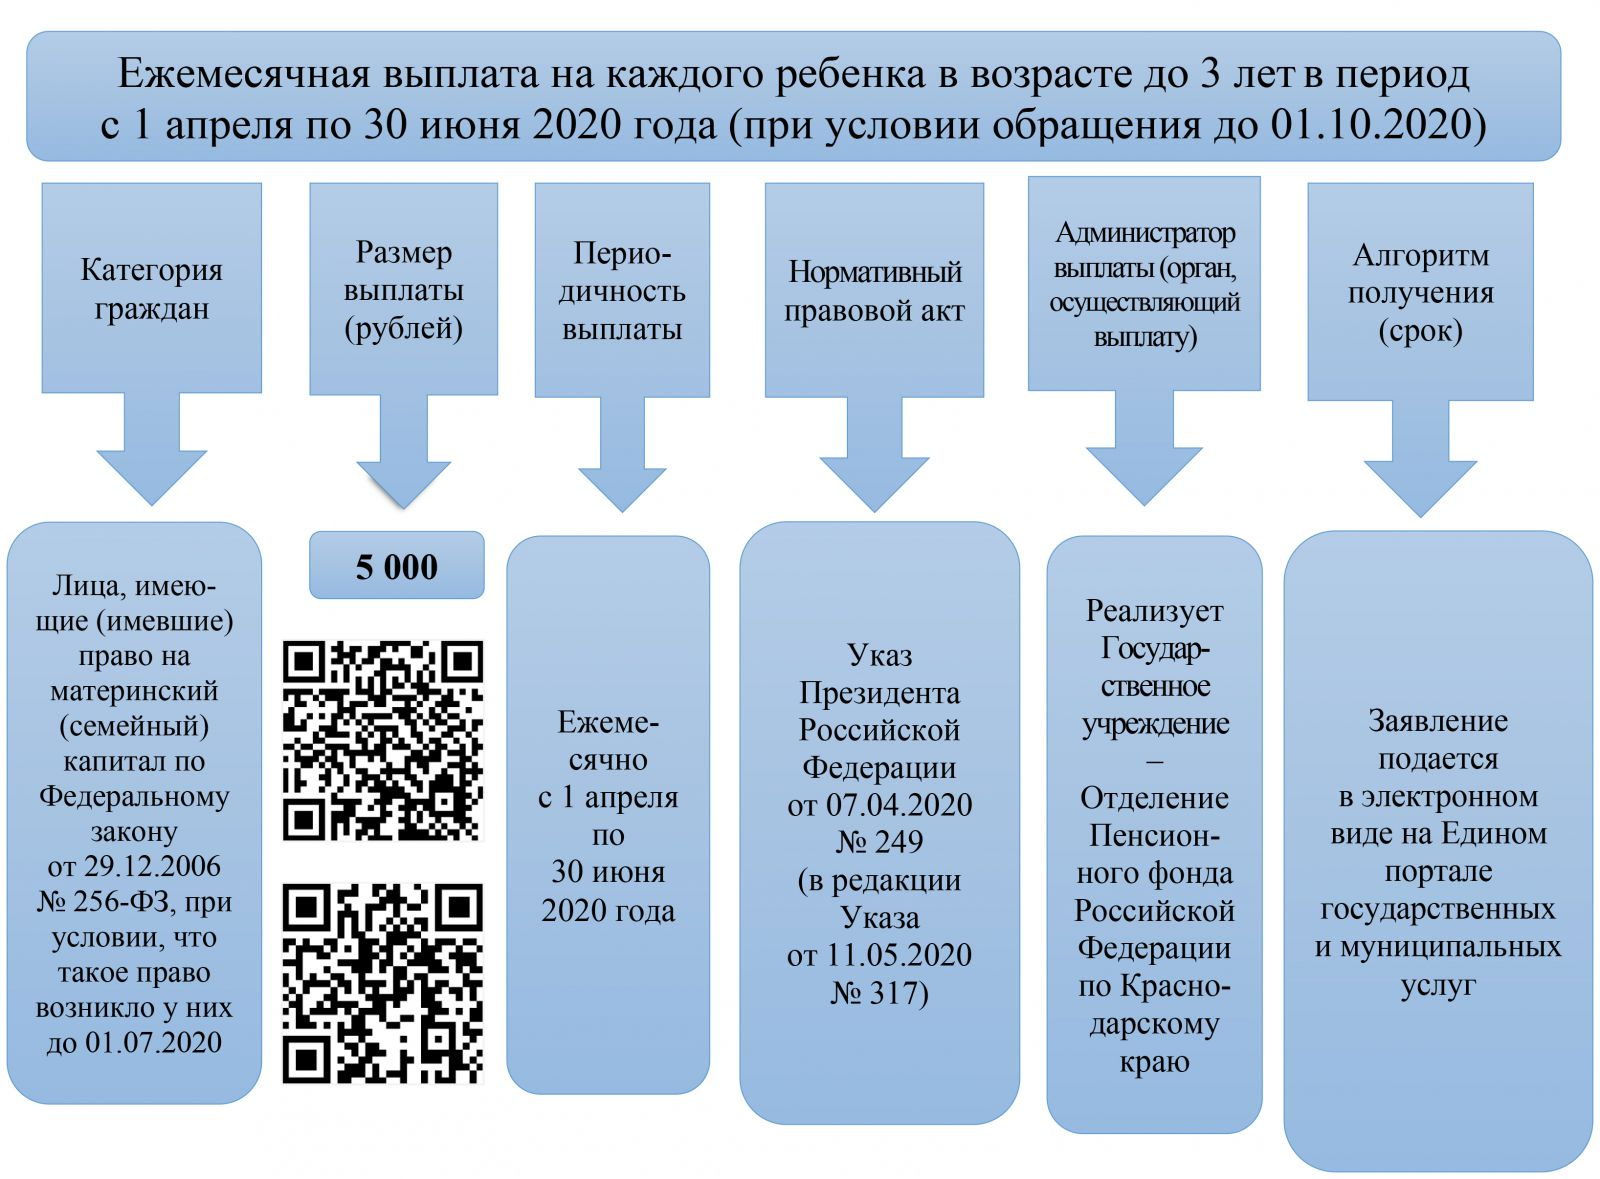 Ежемесячная выплата на каждого ребенка в возрасте до 3 лет в период
с 1 апреля по 30 июня 2020 года (при условии обращения до 01.10.2020)
Категория
граждан
Размер
выплаты
(рублей)
Перио-
дичность
выплаты
Нормативный
правовой акт
Администратор
выплаты (орган,
осуществляющий
выплату)
Алгоритм
получения
(срок)
Лица, имею-
щие (имевшие)
право на
материнский
(семейный)
капитал по
Федеральному
закону
от 29.12.2006
№ 256-ФЗ, при
условии, что
такое право
возникло у них
до 01.07.2020
5 000
Ежеме-
сячно
с 1 апреля
по
30 июня
2020 года
Указ
Президента
Российской
Федерации
от 07.04.2020
№ 249
(в редакции
Указа
от 11.05.2020
№ 317)
Реализует
Государ-
ственное
учреждение
–
Отделение
Пенсион-
ного фонда
Российской
Федерации
по Красно-
дарскому
краю
Заявление
подается
в электронном
виде на Едином
портале
государственных
и муниципальных
услуг